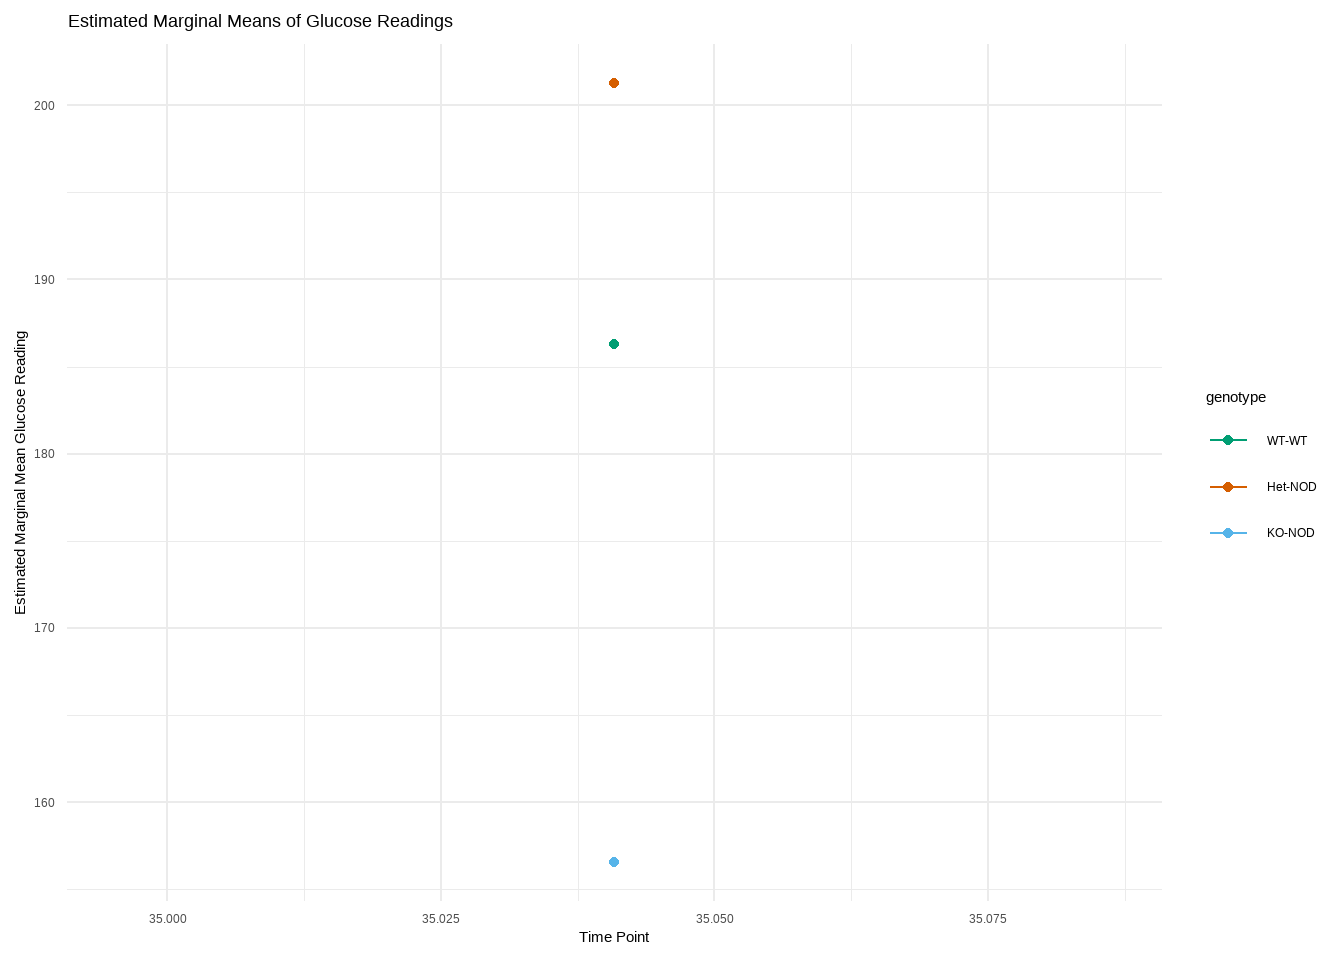 Estimated Marginal Means of Glucose Readings
Estimated Marginal Mean Glucose Reading
200
190
180
170
160
35.000
35.025
35.050
35.075
Time Point
genotype
WT-WT
Het-NOD
KO-NOD